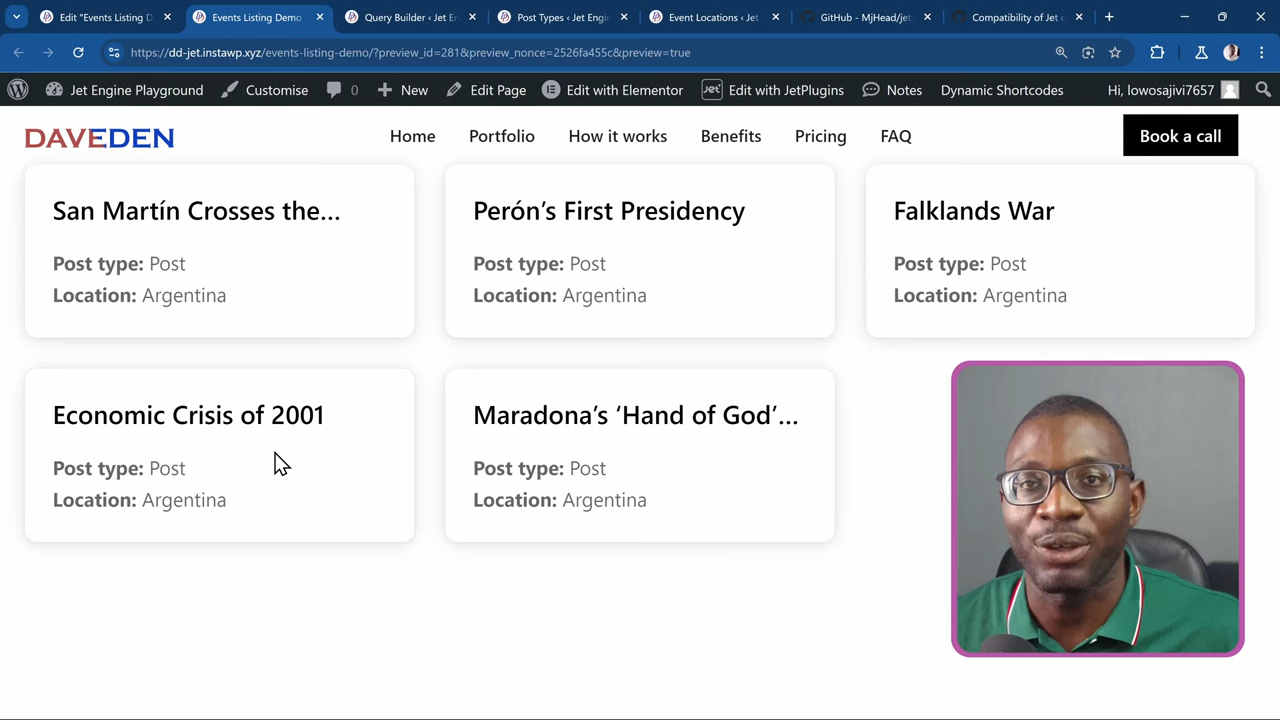 Edit "Events Listing D
Events Listing Demo
Query Builder ‹ Jet En
Post Types ‹ Jet Engin
Event Locations ‹ Jet
GitHub - MjHead/jet
Compatibility of Jet e
https://dd-jet.instawp.xyz/events-listing-demo/?preview_id=281&preview_nonce=2526fa455c&preview=true
Jet Engine Playground
Customise
0
New
Edit Page
Edit with Elementor
Jet
Edit with JetPlugins
Notes
Dynamic Shortcodes
Hi, lowosajivi7657
DAVEDEN
Home
Portfolio
How it works
Benefits
Pricing
FAQ
Book a call
San Martín Crosses the...
Post type: Post
Location: Argentina
Perón’s First Presidency
Post type: Post
Location: Argentina
Falklands War
Post type: Post
Location: Argentina
Economic Crisis of 2001
Post type: Post
Location: Argentina
Maradona’s ‘Hand of God’...
Post type: Post
Location: Argentina